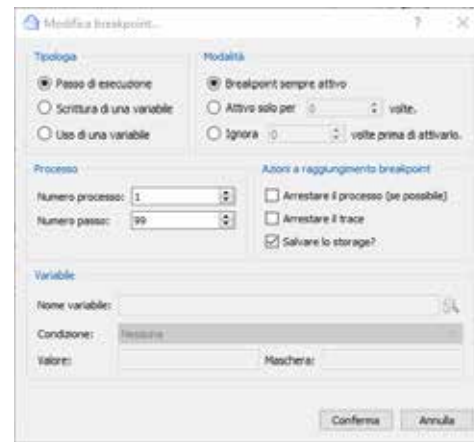 Modifica breakpoint...
Tipologia
Passo di esecuzione
Scrittura di una variabile
Uso di una variabile
Modalità
Breakpoint sempre attivo
Attivo solo per 0 volte.
Ignora 0 volte prima di attivarlo.
Processo
Numero processo: 1
Numero passo: 99
Azioni a raggiungimento breakpoint
Arrestare il processo (se possibile)
Arrestare il trace
Salvare lo storage?
Variabile
Nome variabile:
Condizione: Nessuna
Valore: Maschera:
Conferma Annulla